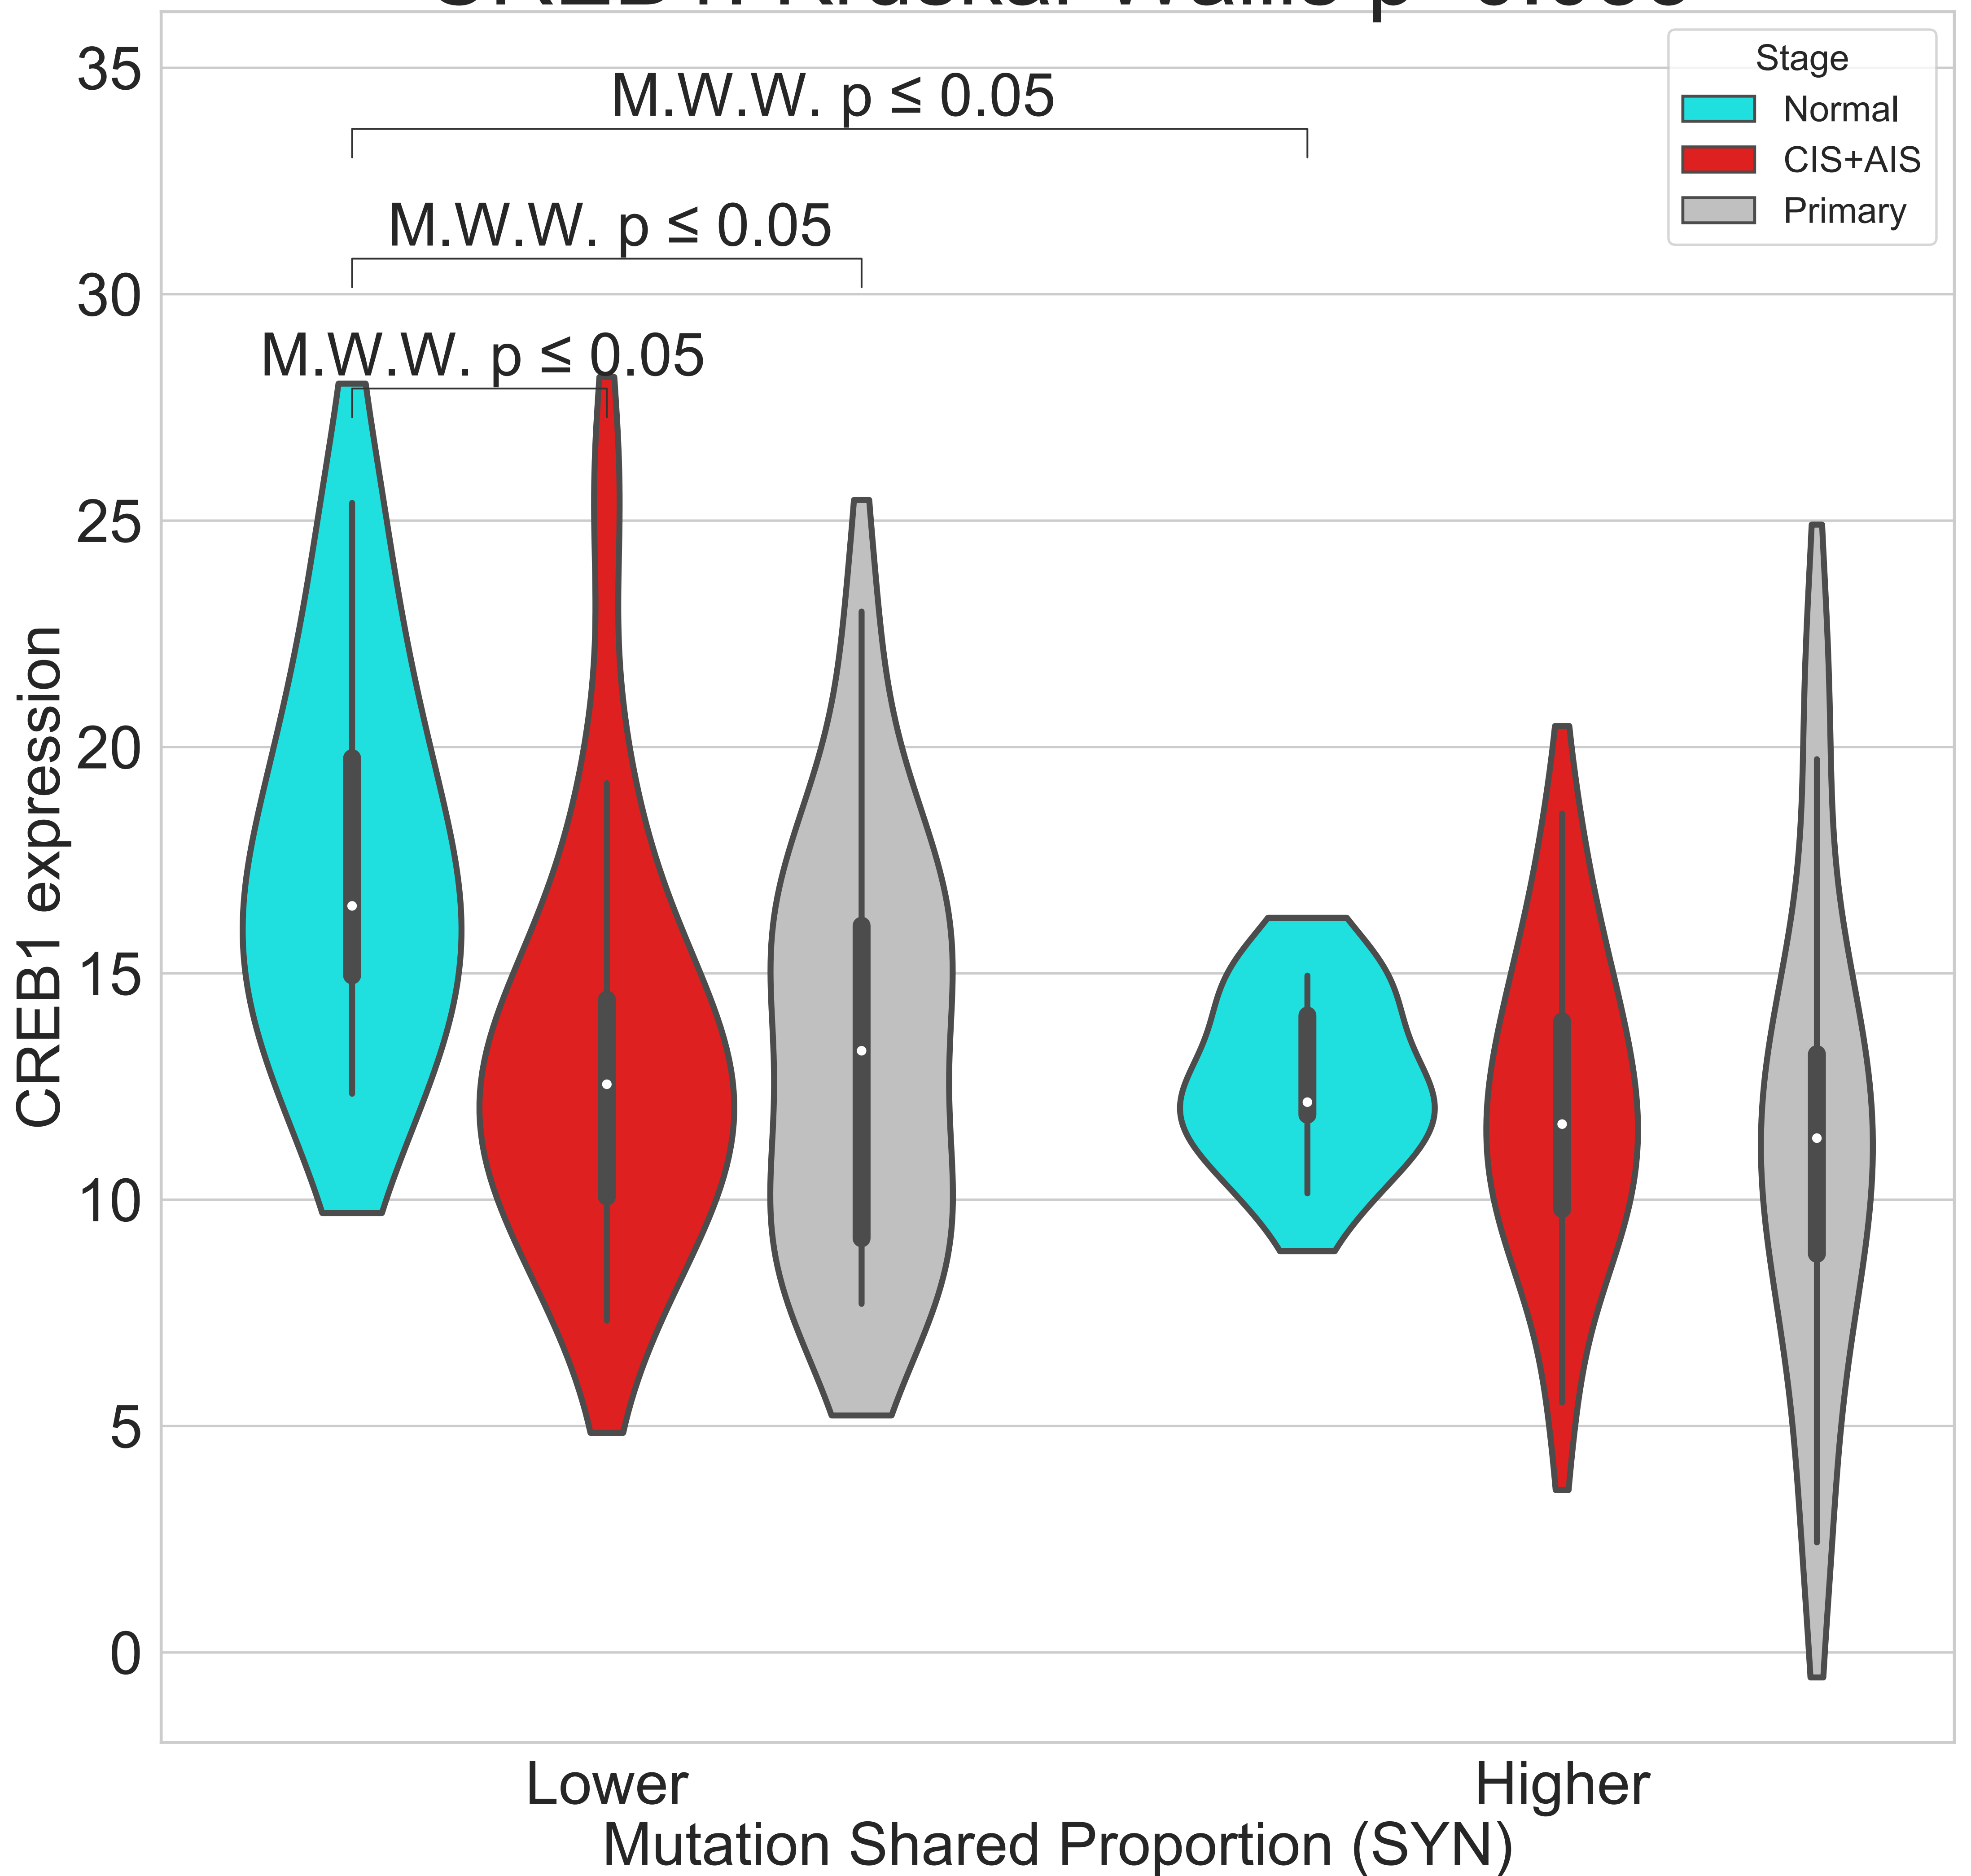 35
30
25
20
15
10
5
0
CREB1 expression
M.W.W. p ≤ 0.05
M.W.W. p ≤ 0.05
M.W.W. p ≤ 0.05
Stage
Normal
CIS+AIS
Primary
Lower
Higher
Mutation Shared Proportion (SYN)